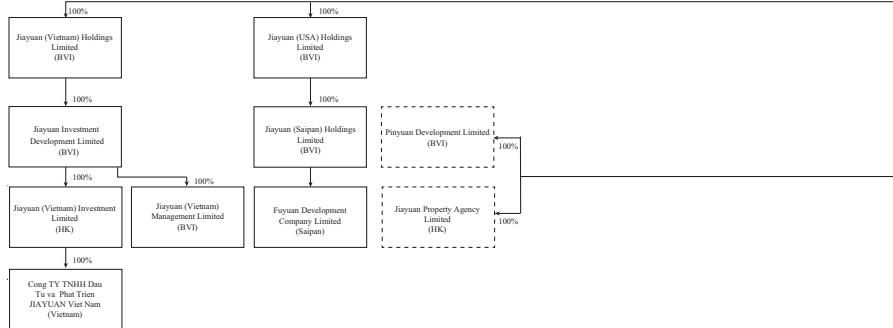 100%
100%
Jiayuan (Vietnam) Holdings
Limited
(BVI)
Jiayuan (USA) Holdings
Limited
(BVI)
100%
100%
Jiayuan Investment
Development Limited
(BVI)
Jiayuan (Saipan) Holdings
Limited
(BVI)
Pinyuan Development Limited
(BVI)
100%
100%
100%
100%
Jiayuan (Vietnam) Investment
Limited
(HK)
Jiayuan (Vietnam)
Management Limited
(BVI)
Fuyuan Development
Company Limited
(Saipan)
Jiayuan Property Agency
Limited
(HK)
100%
100%
Cong TY TNHH Dau
Tu va Phat Trien
JIAYUAN Viet Nam
(Vietnam)